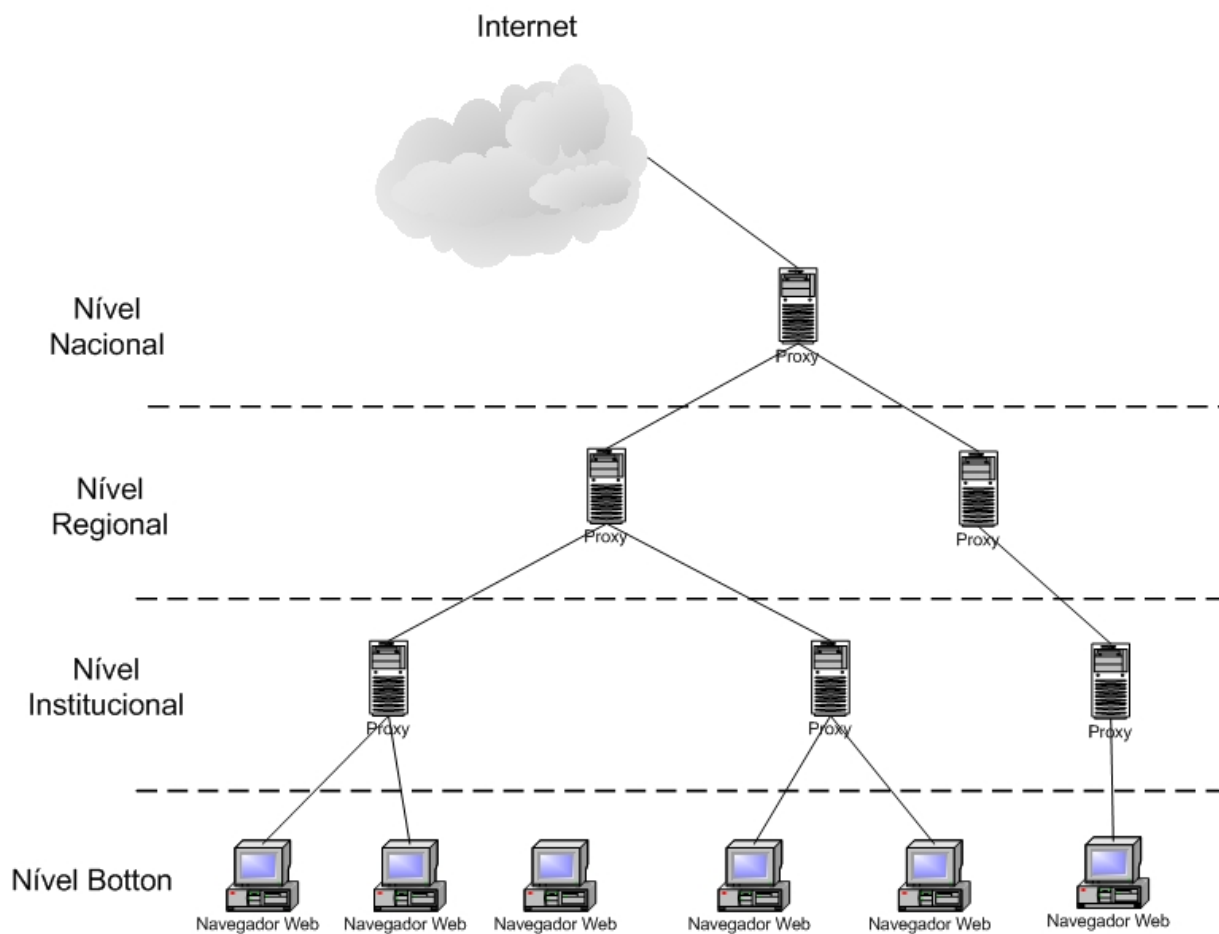 Internet
Nível
Nacional
Proxy
Nível
Regional
Proxy
Proxy
Nível
Institucional
Proxy
Proxy
Proxy
Nível Botton
Navegador Web
Navegador Web
Navegador Web
Navegador Web
Navegador Web
Navegador Web